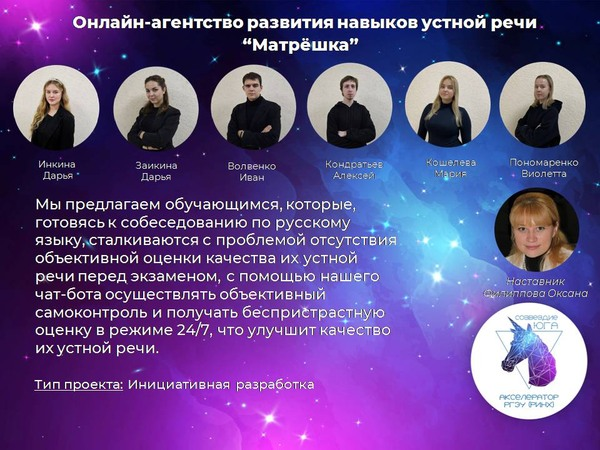 Онлайн-агентство развития навыков устной речи
“Матрёшка”
Инкина
Дарья
Заикина
Дарья
Волвенко
Иван
Кондратьев
Алексей
Кошелева
Мария
Пономаренко
Виолетта
Мы предлагаем обучающимся, которые,
готовясь к собеседованию по русскому
языку, сталкиваются с проблемой отсутствия
объективной оценки качества их устной
речи перед экзаменом, с помощью нашего
чат-бота осуществлять объективный
самоконтроль и получать беспристрастную
оценку в режиме 24/7, что улучшит качество
их устной речи.
Тип проекта: Инициативная разработка
Наставник
Филиппова Оксана
СОЗВЕЗДИЕ
ЮГА
АКСЕЛЕРАТОР
РГЭУ (РИНХ)